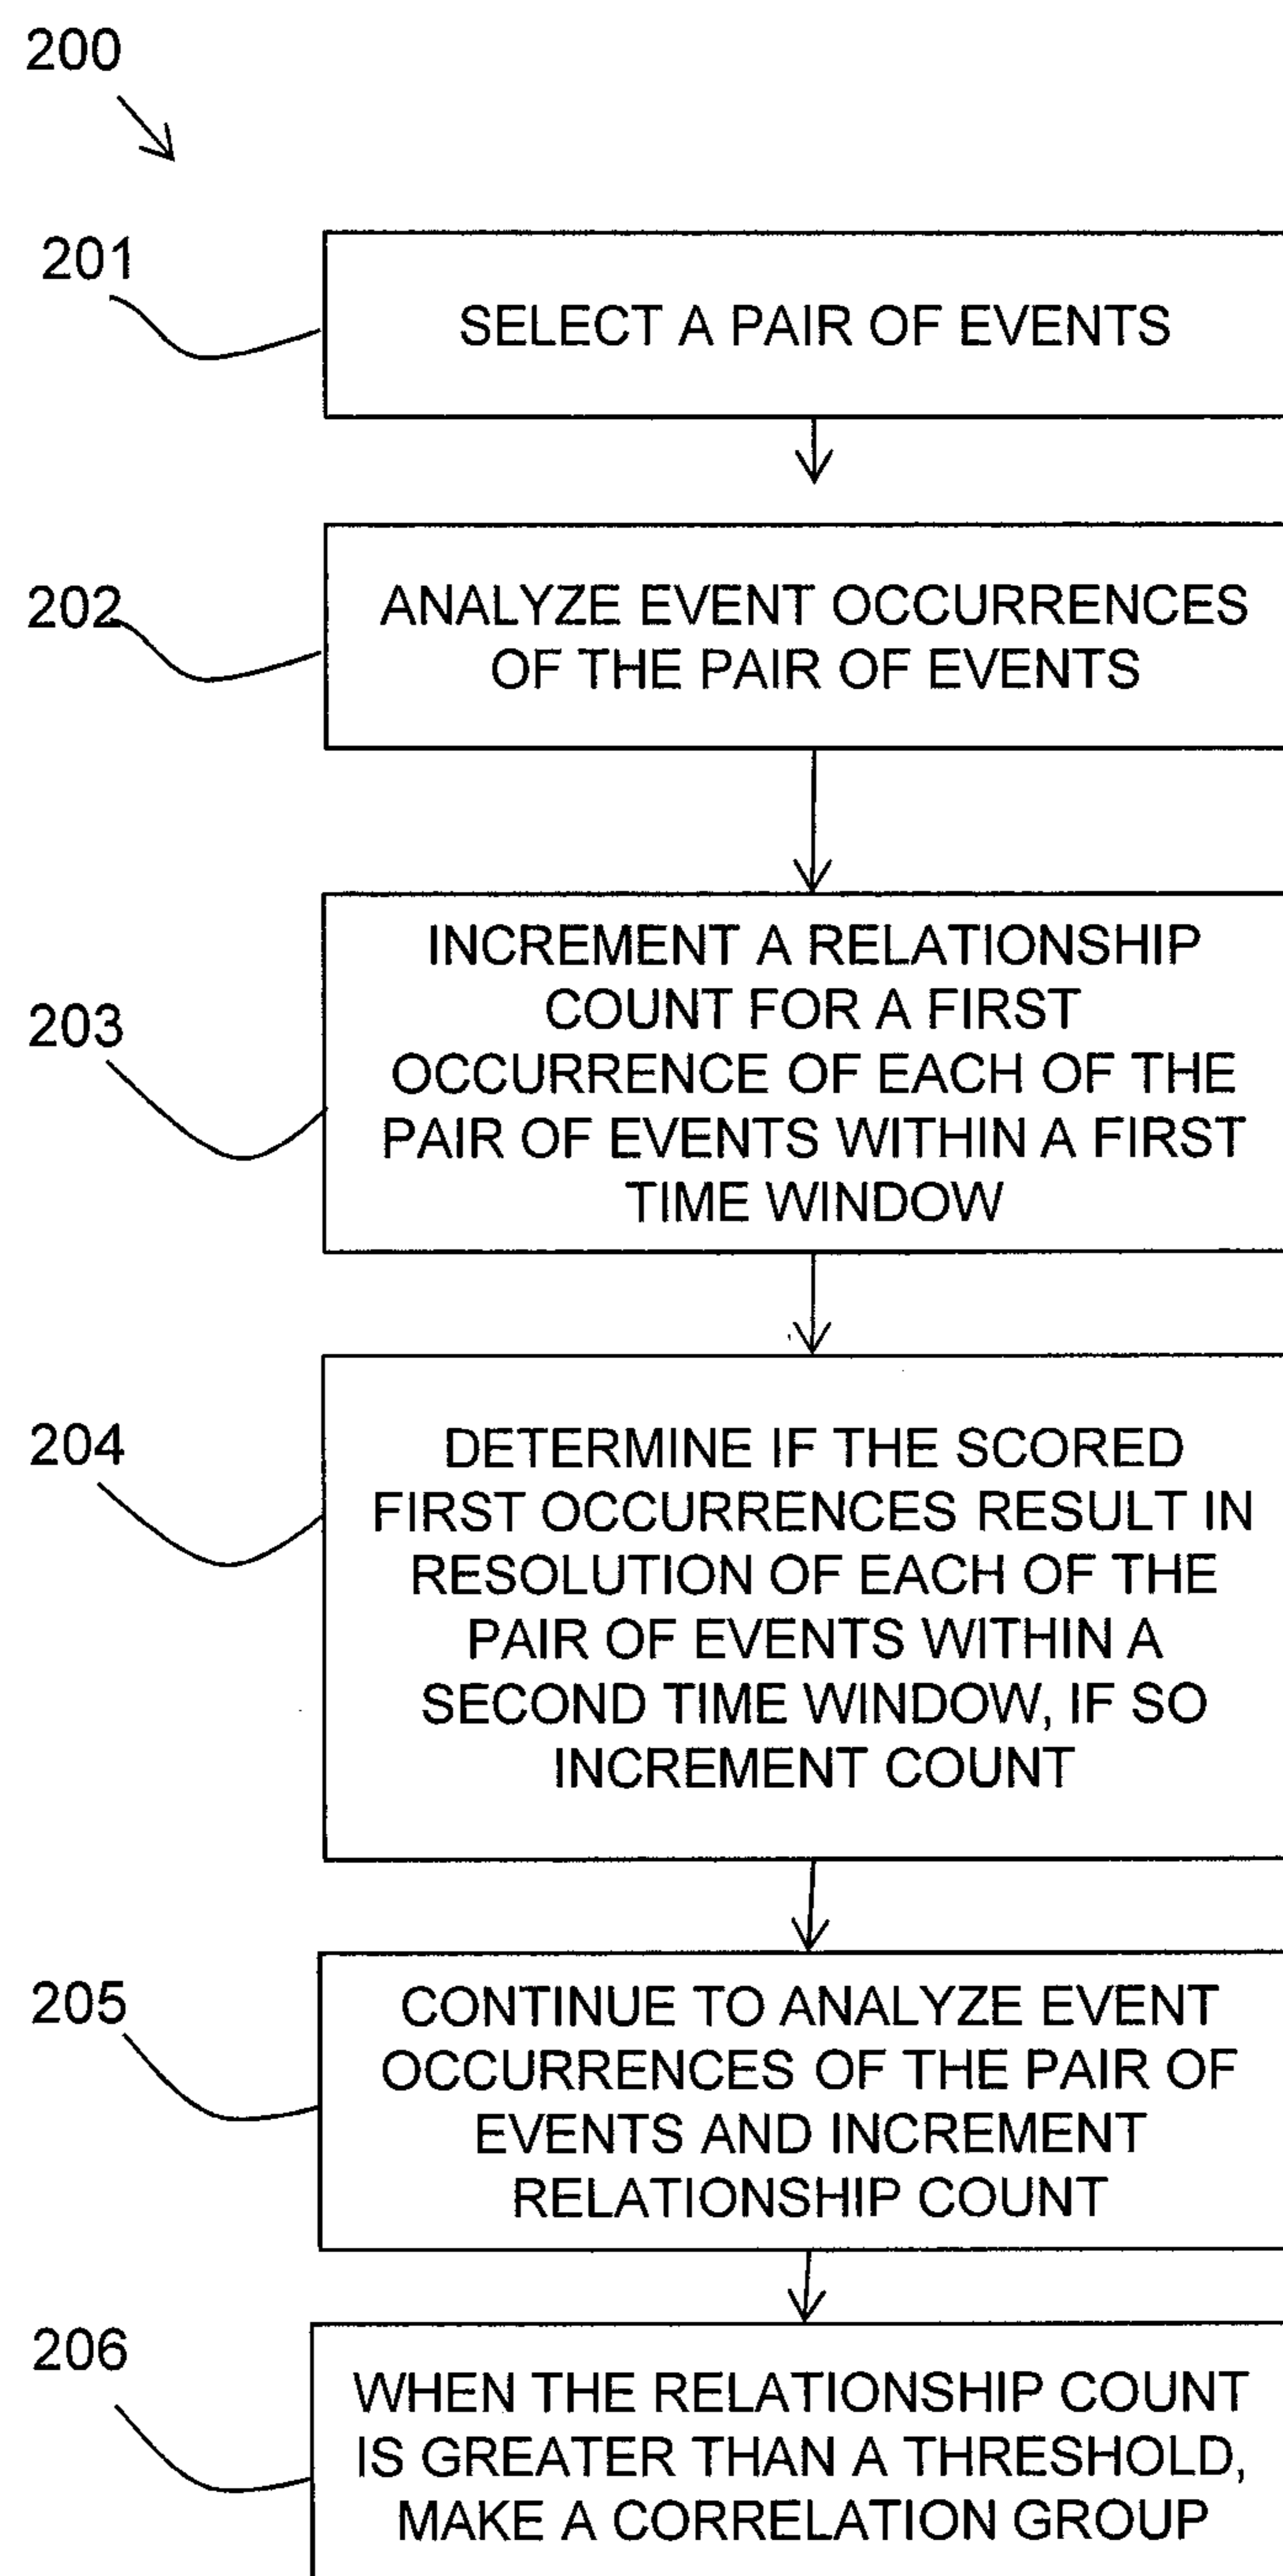 200
201
SELECT A PAIR OF EVENTS
202
ANALYZE EVENT OCCURRENCES
OF THE PAIR OF EVENTS
203
INCREMENT A RELATIONSHIP
COUNT FOR A FIRST
OCCURRENCE OF EACH OF THE
PAIR OF EVENTS WITHIN A FIRST
TIME WINDOW
204
DETERMINE IF THE SCORED
FIRST OCCURRENCES RESULT IN
RESOLUTION OF EACH OF THE
PAIR OF EVENTS WITHIN A
SECOND TIME WINDOW, IF SO
INCREMENT COUNT
205
CONTINUE TO ANALYZE EVENT
OCCURRENCES OF THE PAIR OF
EVENTS AND INCREMENT
RELATIONSHIP COUNT
206
WHEN THE RELATIONSHIP COUNT
IS GREATER THAN A THRESHOLD,
MAKE A CORRELATION GROUP